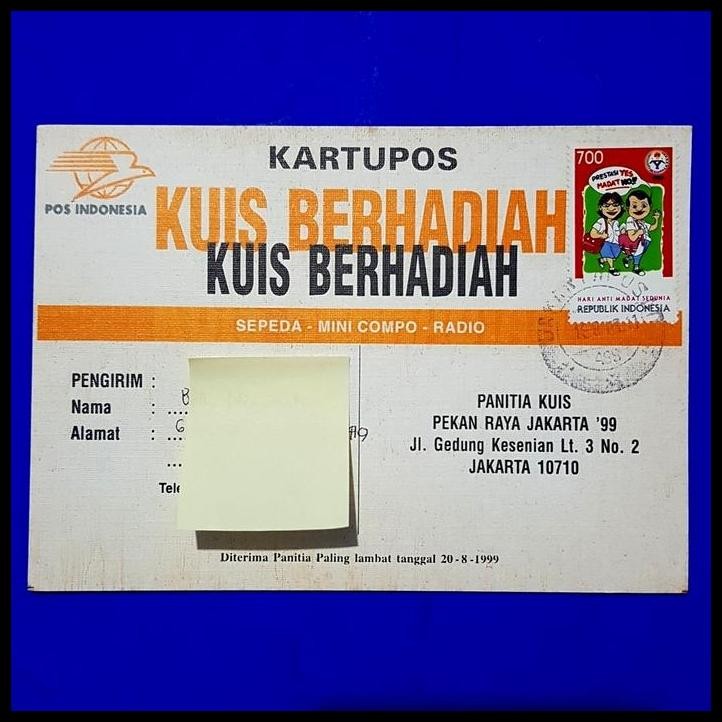 KARTUPOS
POS INDONESIA
KUIS BERHADIAH
KUIS BERHADIAH
700
PRESTASI YES
MADAT NO!!
HARI ANTI MADAT SEDUNIA
REPUBLIK INDONESIA
SEPEDA - MINI COMPO - RADIO
PENGIRIM :
Nama : ....
Alamat : ....
....
Tele
PANITIA KUIS
PEKAN RAYA JAKARTA '99
Jl. Gedung Kesenian Lt. 3 No. 2
JAKARTA 10710
Diterima Panitia Paling lambat tanggal 20-8-1999